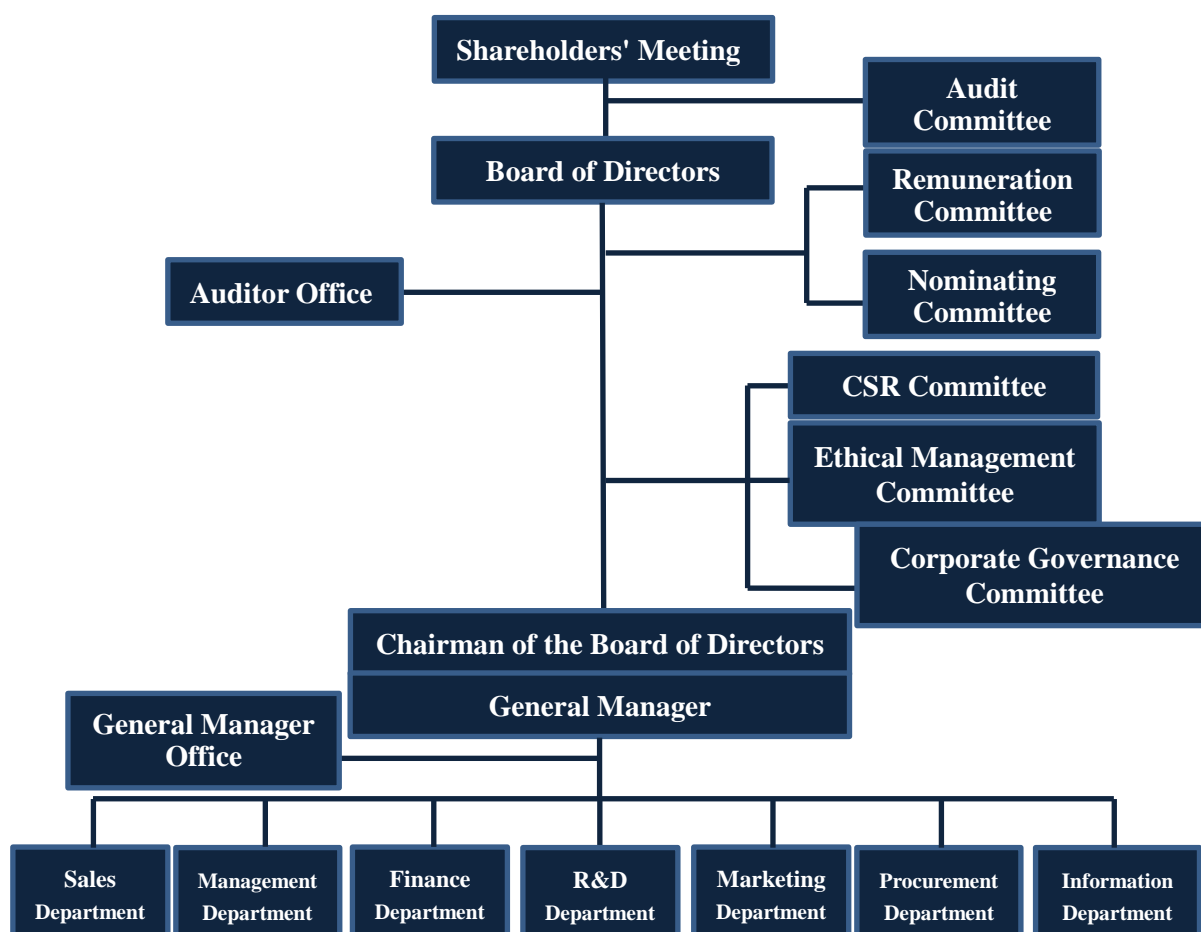 Shareholders' Meeting
Audit
Committee
Board of Directors
Remuneration
Committee
Auditor Office
Nominating
Committee
CSR Committee
Ethical Management
Committee
Corporate Governance
Committee
Chairman of the Board of Directors
General Manager
General Manager
Office
Sales
Department
Management
Department
Finance
Department
R&D
Department
Marketing
Department
Procurement
Department
Information
Department